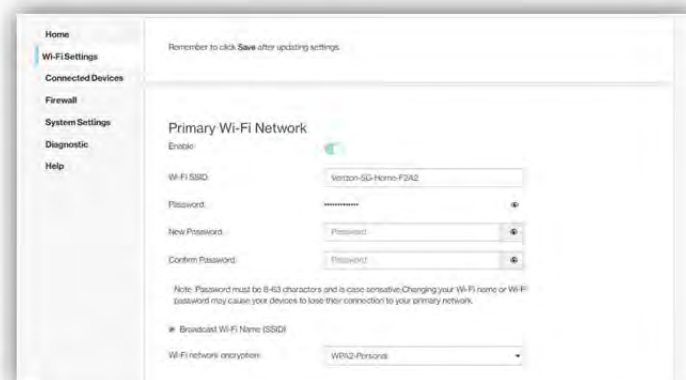 Home
Wi-Fi Settings
Connected Devices
Firewall
System Settings
Diagnostic
Help
Remember to click Save after updating settings.
Primary Wi-Fi Network
Enable
Wi-Fi SSID
Verizon-5G-Home-F2A2
Password
•••••••••••••
New Password
Password
Confirm Password
Password
Note: Password must be 8-63 characters and is case sensative.Changing your Wi-Fi name or Wi-Fi
password may cause your devices to lose their connection to your primary network.
Broadcast Wi-Fi Name (SSID)
Wi-Fi network encryption
WPA2-Personal